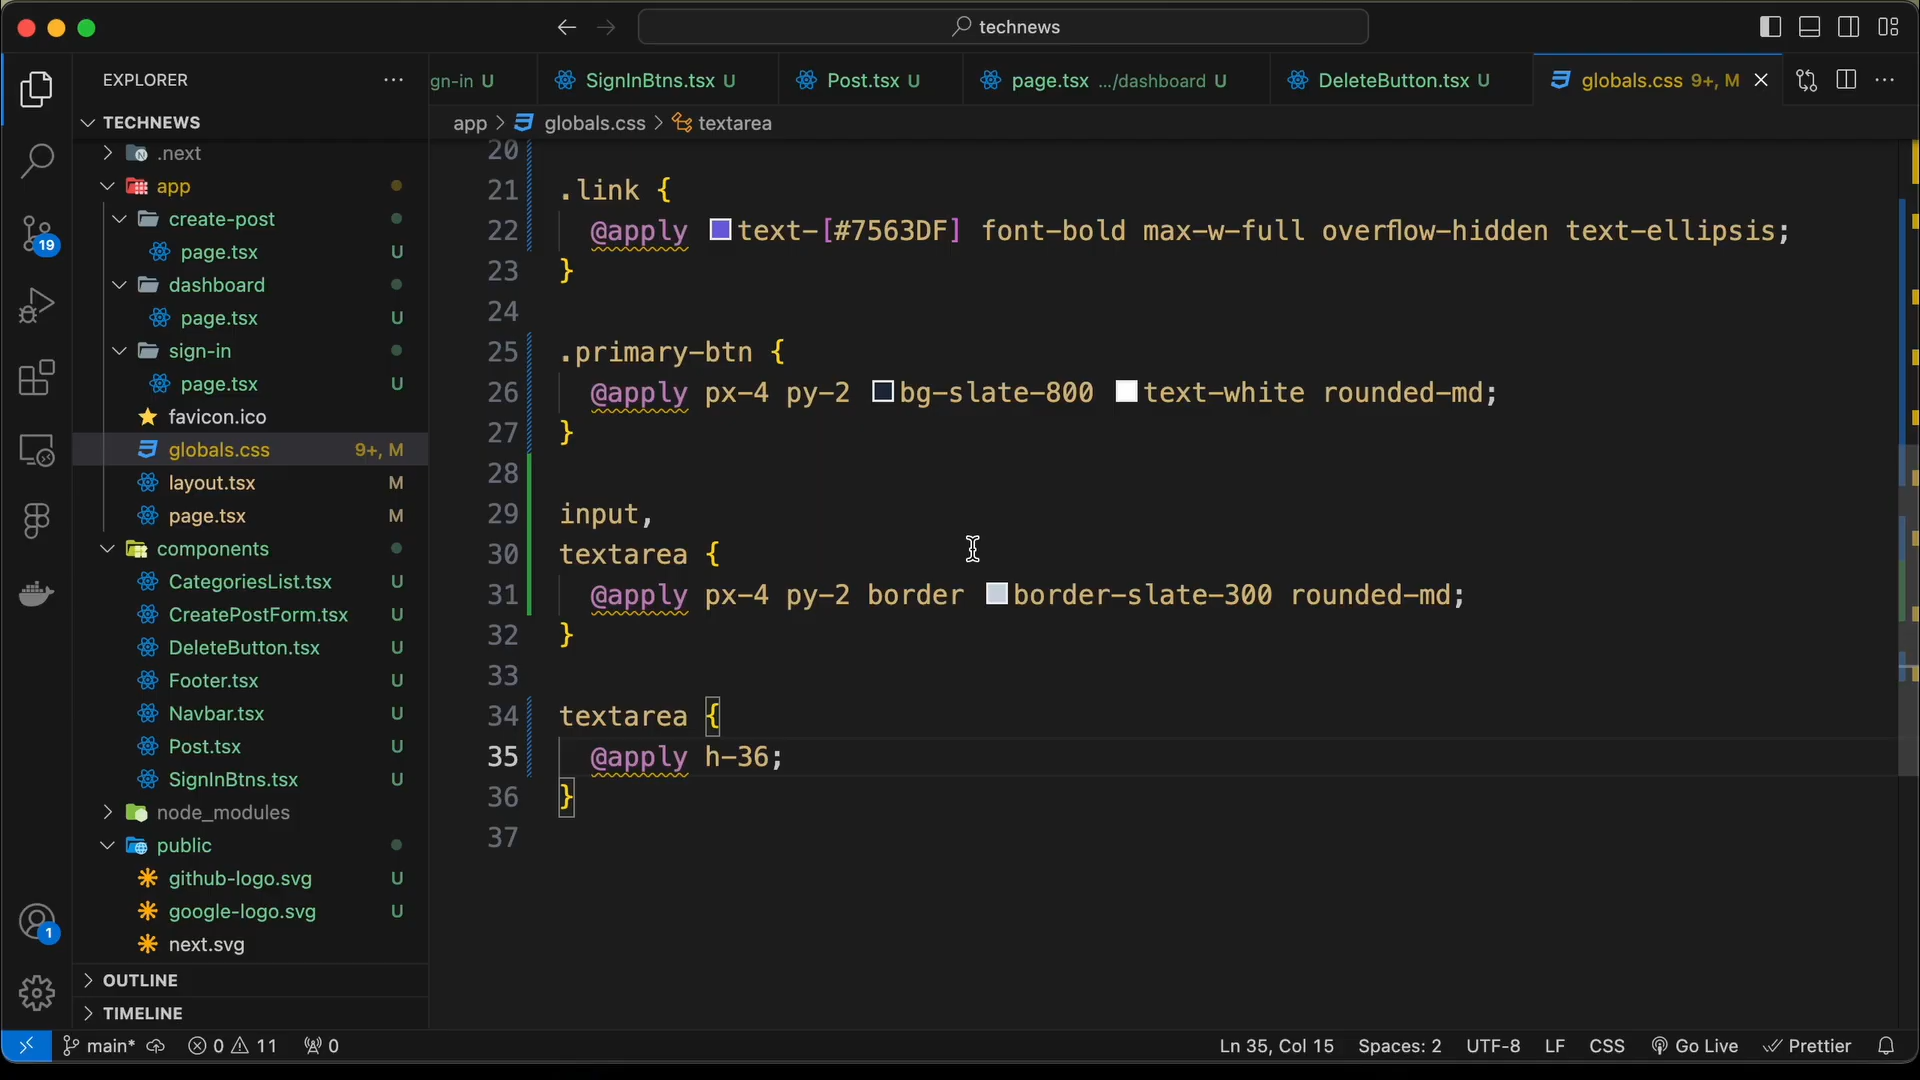 technews
EXPLORER
gn-in U
SignInBtns.tsx U
Post.tsx U
page.tsx .../dashboard U
DeleteButton.tsx U
globals.css 9+, M
TECHNEWS
app > globals.css > textarea
.next
app
create-post
page.tsx U
dashboard
page.tsx U
sign-in
page.tsx U
favicon.ico
globals.css 9+, M
layout.tsx M
page.tsx M
components
CategoriesList.tsx U
CreatePostForm.tsx U
DeleteButton.tsx U
Footer.tsx U
Navbar.tsx U
Post.tsx U
SignInBtns.tsx U
node_modules
public
github-logo.svg U
google-logo.svg U
next.svg
OUTLINE
TIMELINE
19
1
20
21 .link {
22 @apply text-[#7563DF] font-bold max-w-full overflow-hidden text-ellipsis;
23 }
24
25 .primary-btn {
26 @apply px-4 py-2 bg-slate-800 text-white rounded-md;
27 }
28
29 input,
30 textarea {
31 @apply px-4 py-2 border border-slate-300 rounded-md;
32 }
33
34 textarea {
35 @apply h-36;
36 }
37
main* 0 11 0
Ln 35, Col 15 Spaces: 2 UTF-8 LF CSS Go Live Prettier